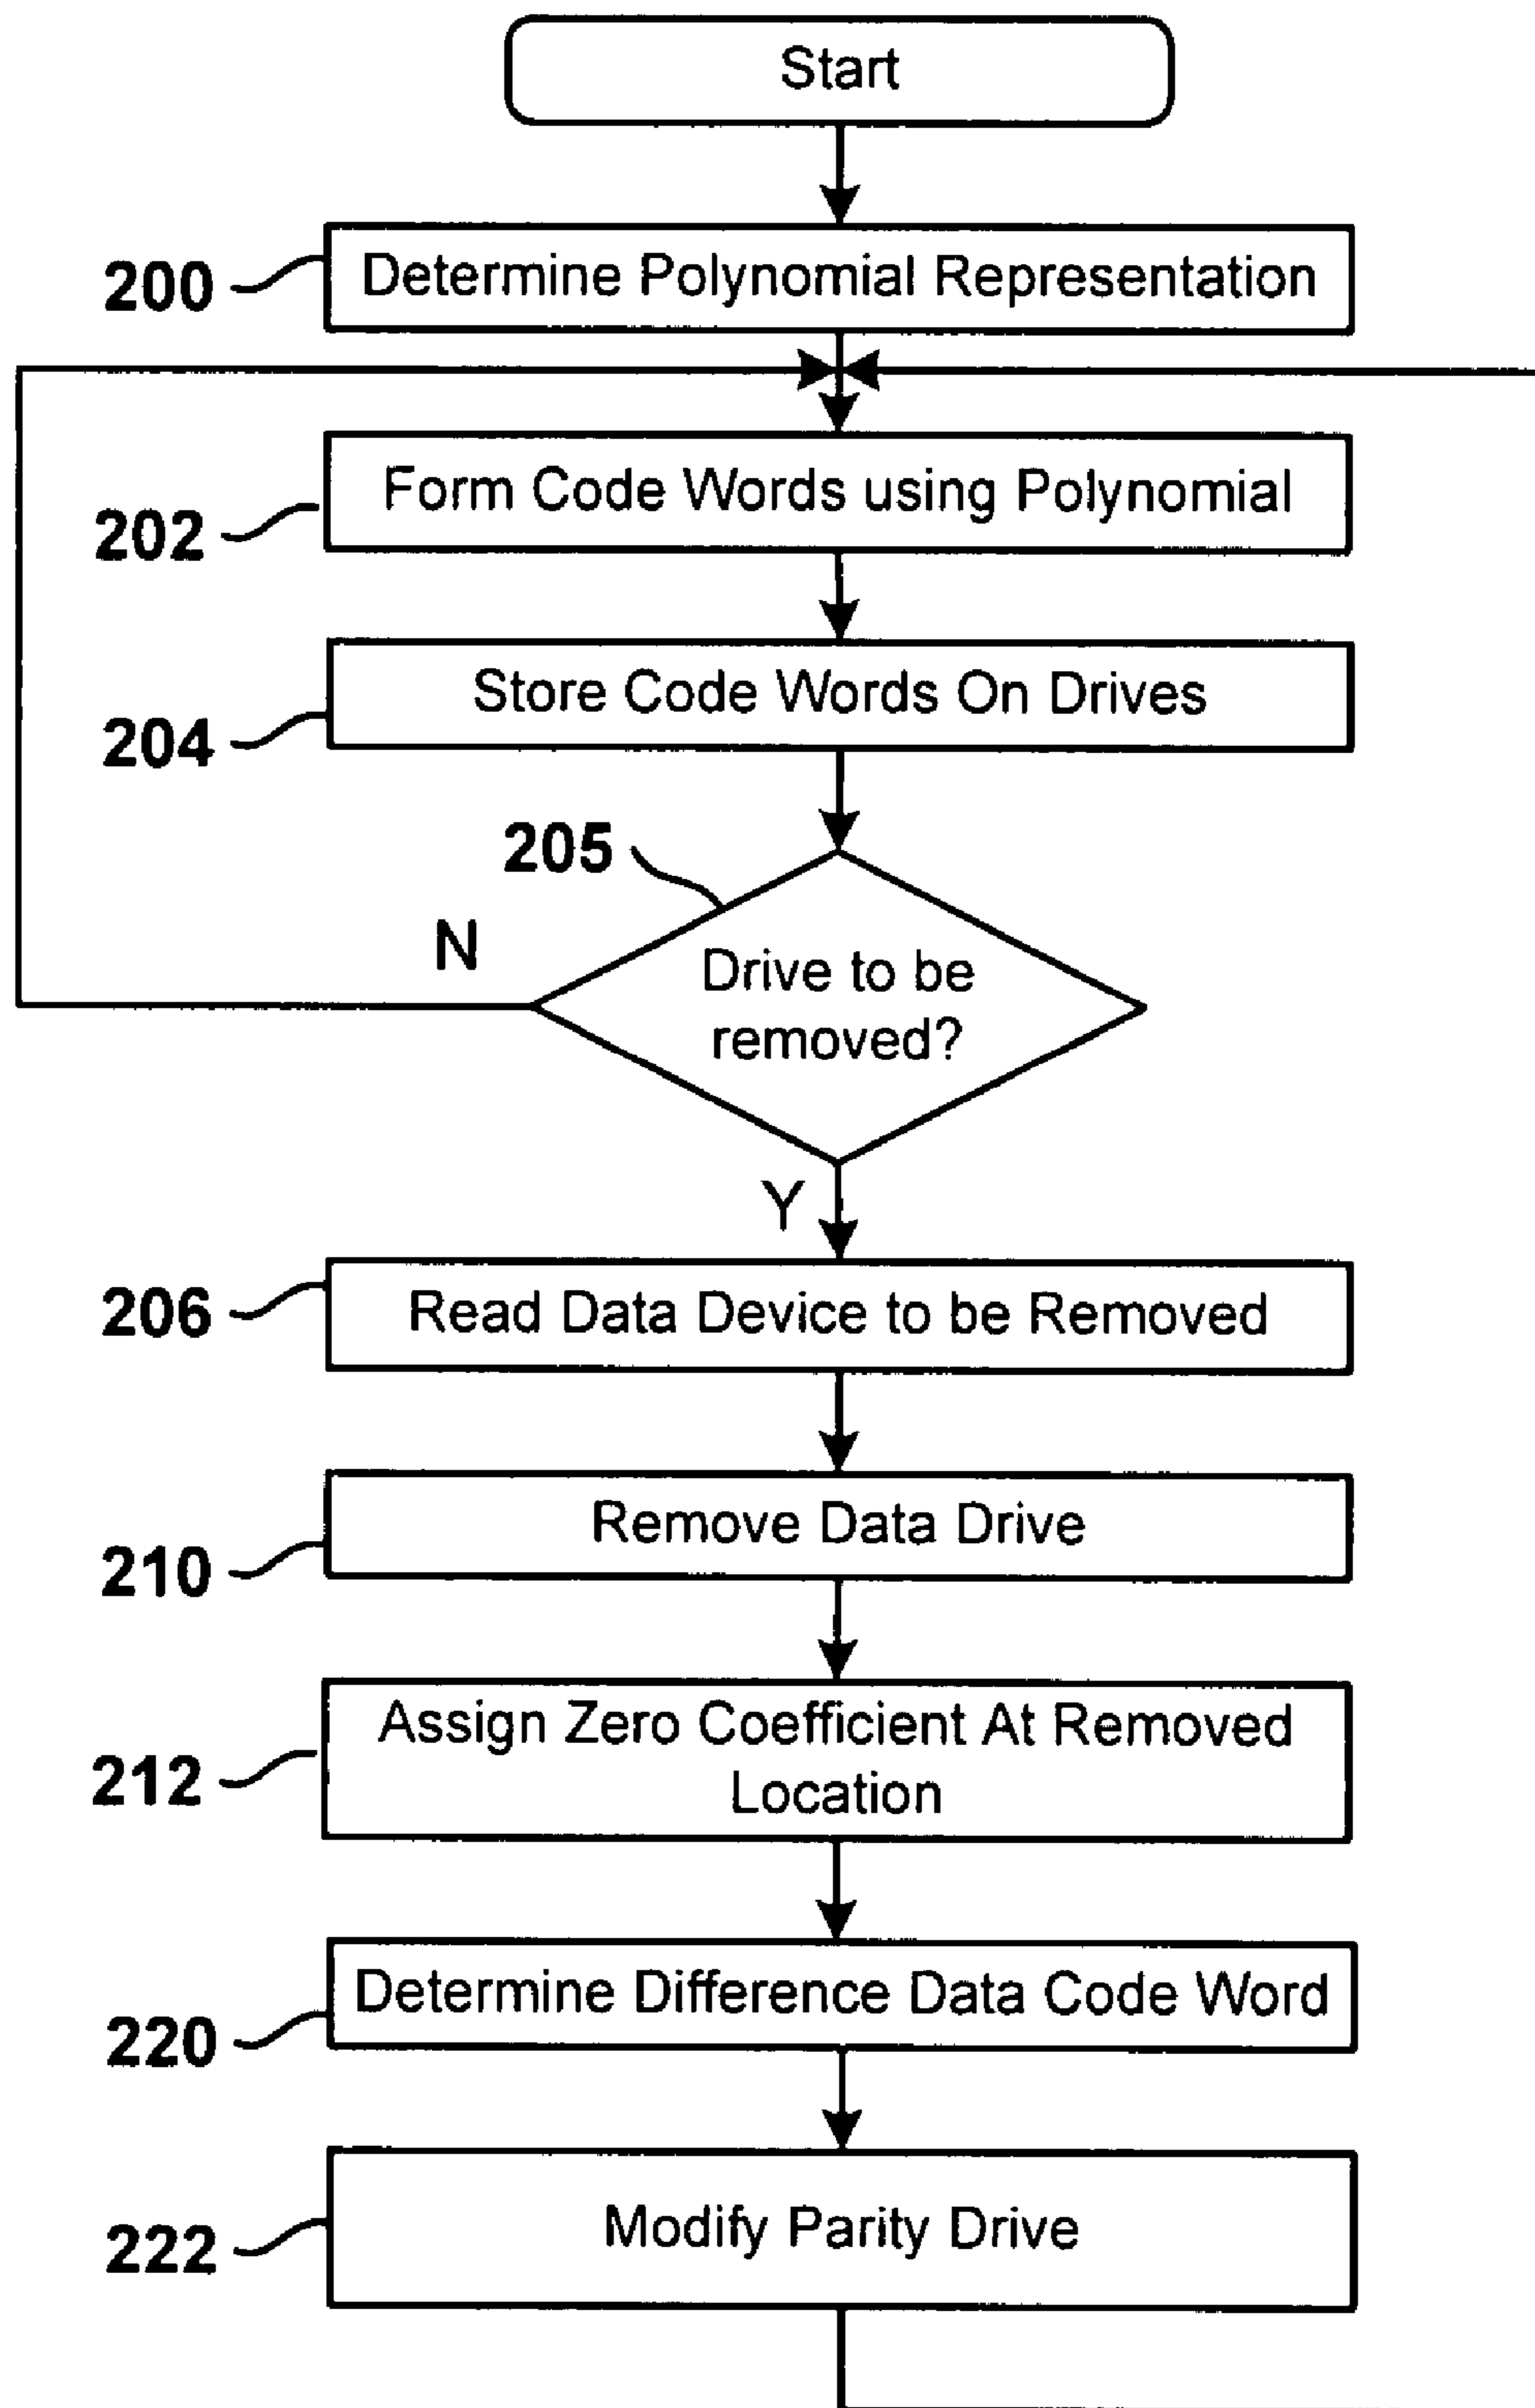 Start
200
Determine Polynomial Representation
202
Form Code Words using Polynomial
204
Store Code Words On Drives
205
N
Drive to be
removed?
Y
206
Read Data Device to be Removed
210
Remove Data Drive
212
Assign Zero Coefficient At Removed
Location
220
Determine Difference Data Code Word
222
Modify Parity Drive